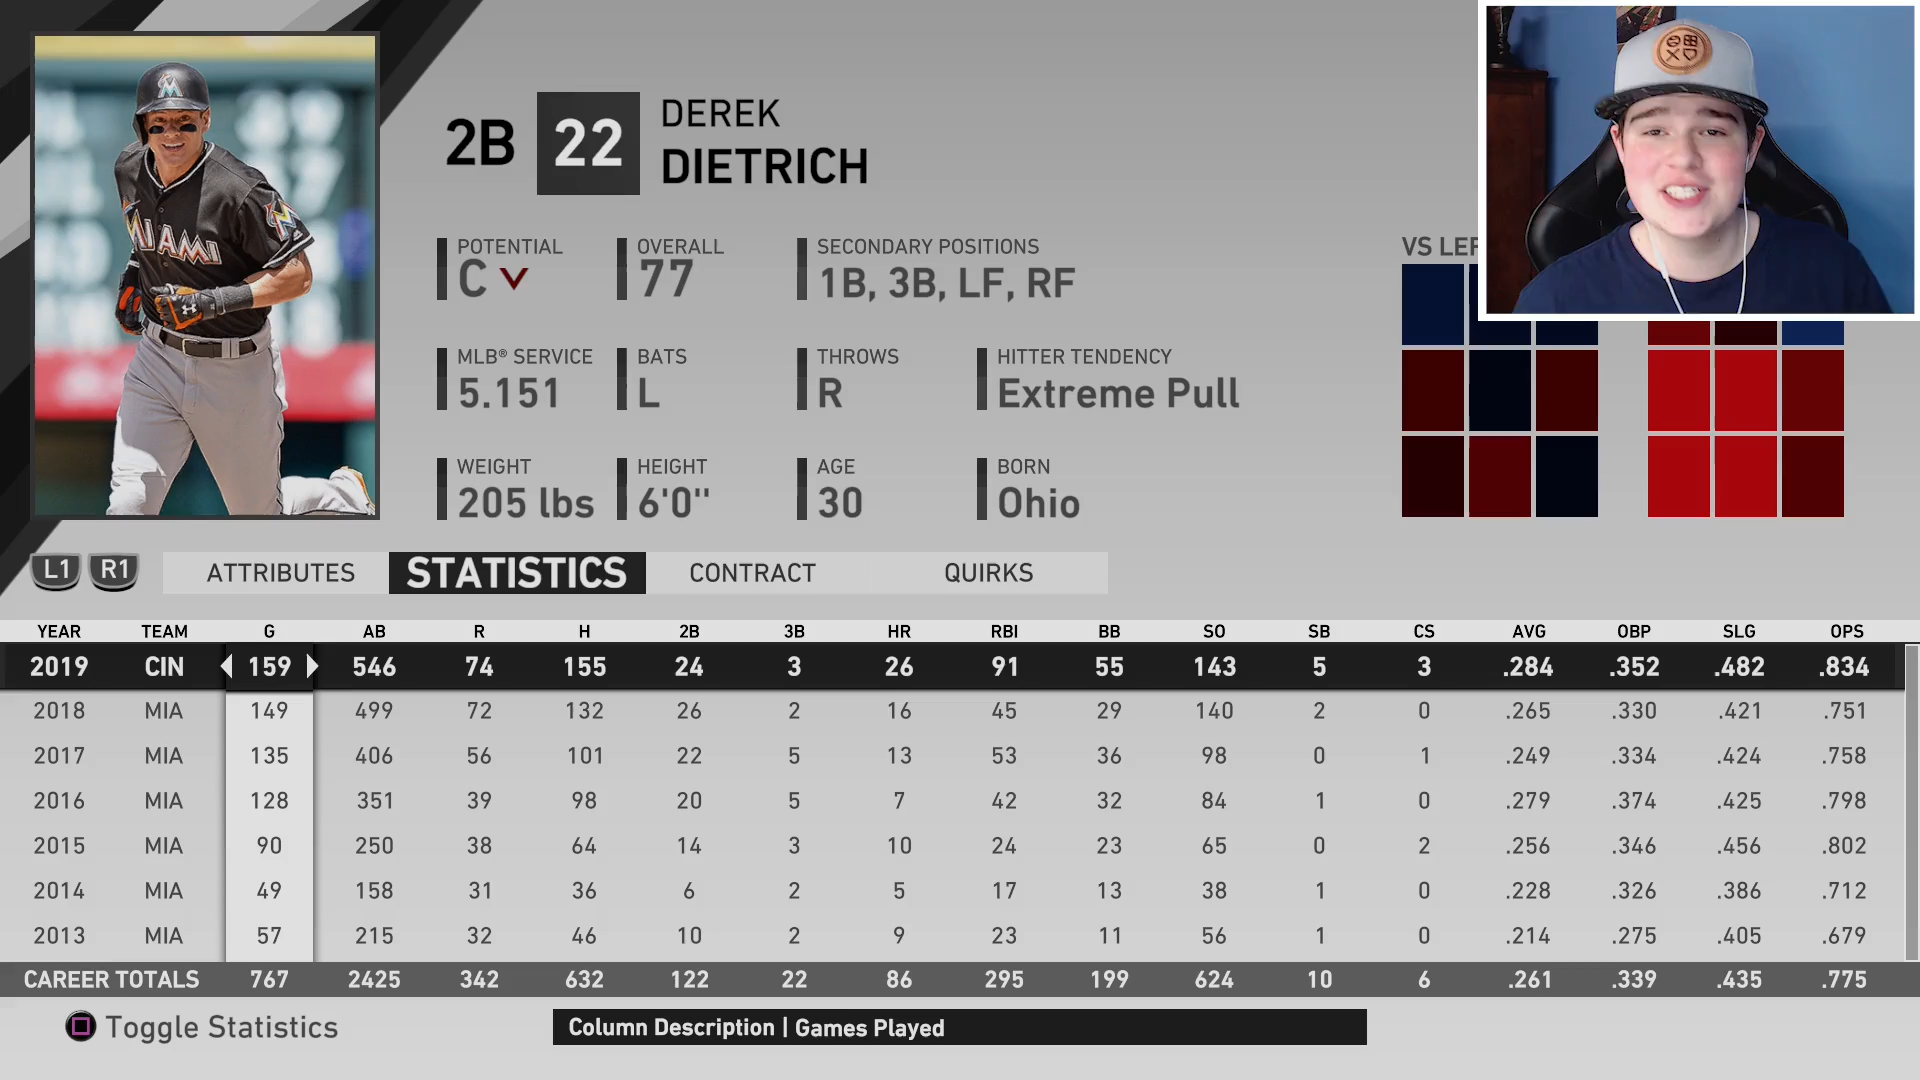 2B 22 DEREK
DIETRICH
POTENTIAL OVERALL SECONDARY POSITIONS
C 77 1B, 3B, LF, RF
VS LEF
MLB® SERVICE BATS THROWS HITTER TENDENCY
5.151 L R Extreme Pull
WEIGHT HEIGHT AGE BORN
205 lbs 6'0" 30 Ohio
MIAMI
L1 R1 ATTRIBUTES STATISTICS CONTRACT QUIRKS
YEAR TEAM G AB R H 2B 3B HR RBI BB SO SB CS AVG OBP SLG OPS
2019 CIN 159 546 74 155 24 3 26 91 55 143 5 3 .284 .352 .482 .834
2018 MIA 149 499 72 132 26 2 16 45 29 140 2 0 .265 .330 .421 .751
2017 MIA 135 406 56 101 22 5 13 53 36 98 0 1 .249 .334 .424 .758
2016 MIA 128 351 39 98 20 5 7 42 32 84 1 0 .279 .374 .425 .798
2015 MIA 90 250 38 64 14 3 10 24 23 65 0 2 .256 .346 .456 .802
2014 MIA 49 158 31 36 6 2 5 17 13 38 1 0 .228 .326 .386 .712
2013 MIA 57 215 32 46 10 2 9 23 11 56 1 0 .214 .275 .405 .679
CAREER TOTALS 767 2425 342 632 122 22 86 295 199 624 10 6 .261 .339 .435 .775
Toggle Statistics Column Description | Games Played